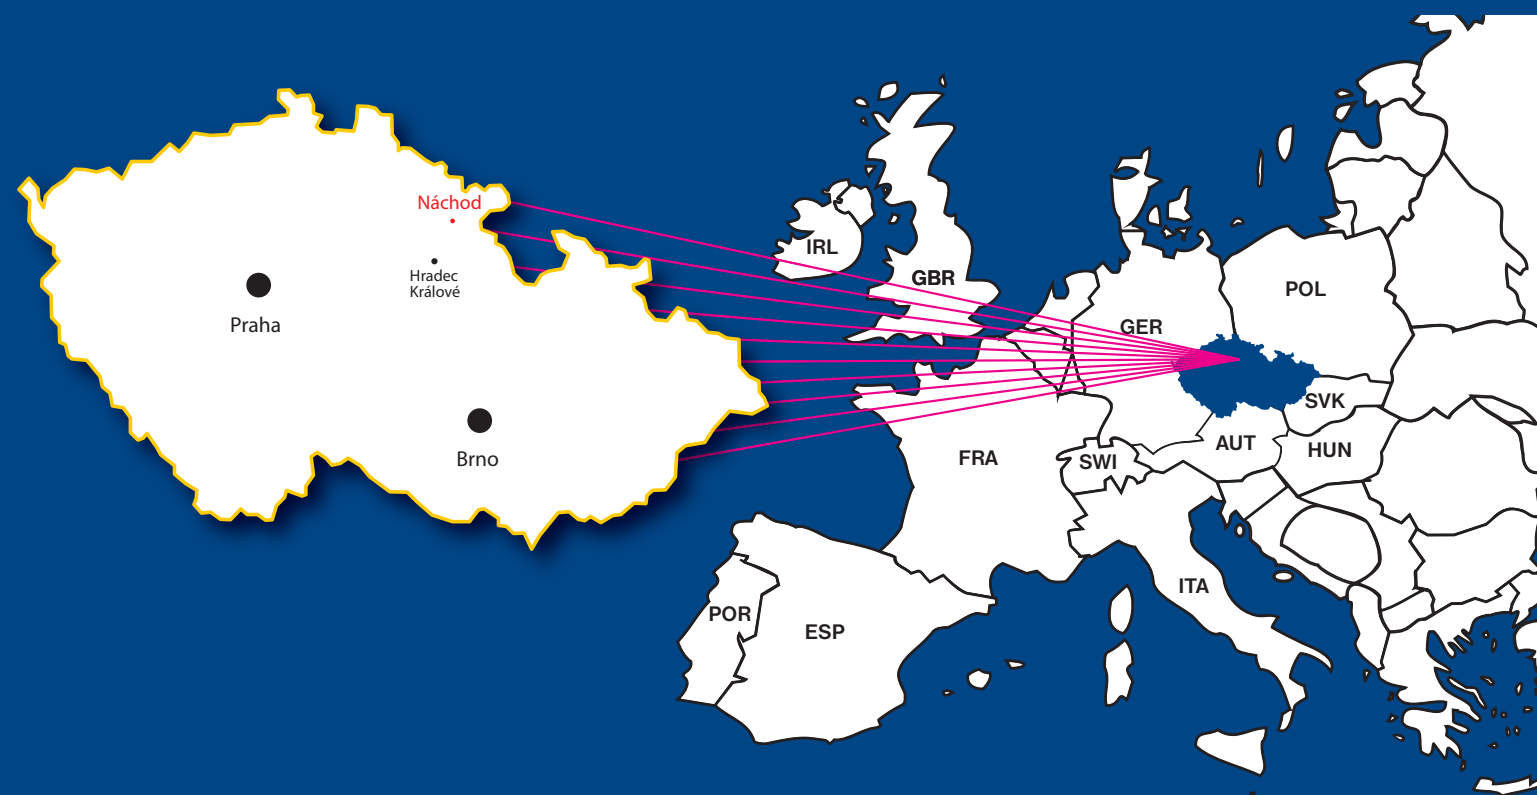 Náchod
Hradec
Králové
Praha
Brno
IRL
GBR
GER
POL
SVK
AUT
HUN
SWI
FRA
ITA
POR
ESP